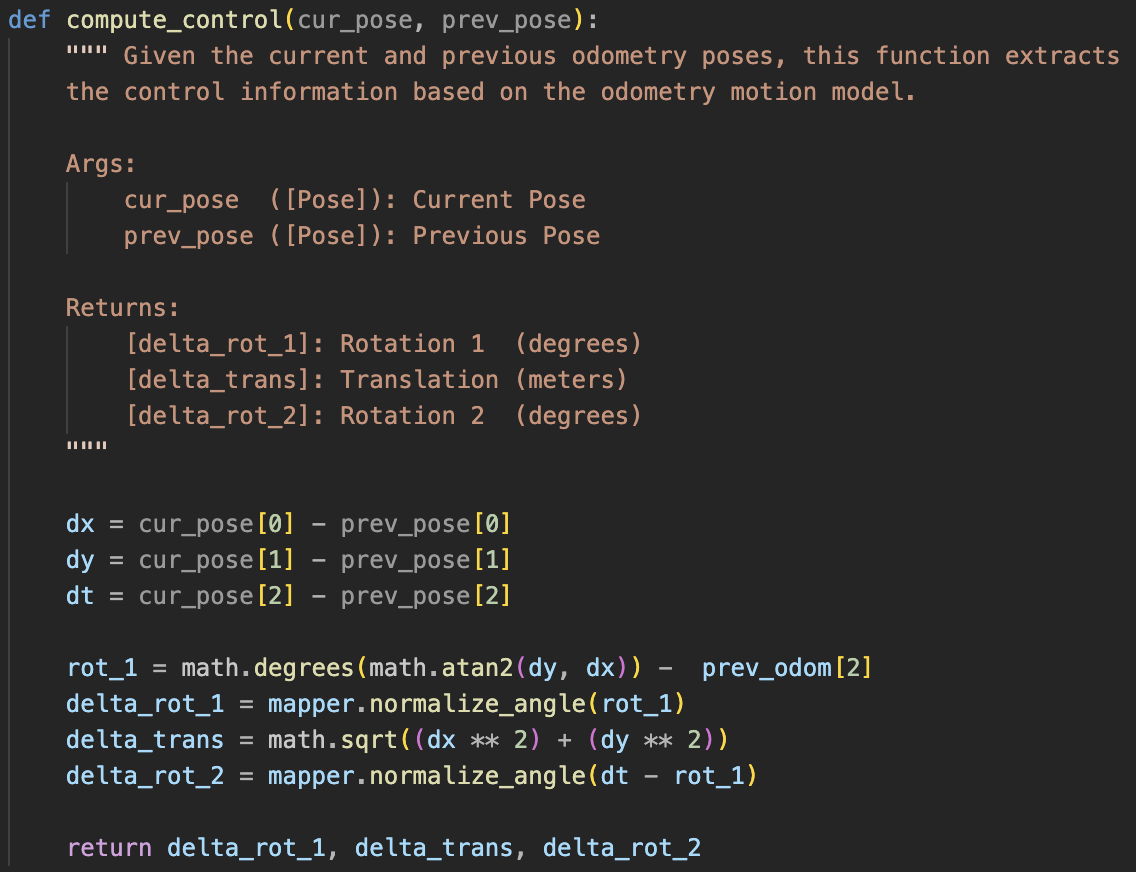 def compute_control(cur_pose, prev_pose):
    """ Given the current and previous odometry poses, this function extracts
    the control information based on the odometry motion model.

    Args:
        cur_pose  ([Pose]): Current Pose
        prev_pose ([Pose]): Previous Pose

    Returns:
        [delta_rot_1]: Rotation 1  (degrees)
        [delta_trans]: Translation (meters)
        [delta_rot_2]: Rotation 2  (degrees)
    """

    dx = cur_pose[0] - prev_pose[0]
    dy = cur_pose[1] - prev_pose[1]
    dt = cur_pose[2] - prev_pose[2]

    rot_1 = math.degrees(math.atan2(dy, dx)) -  prev_odom[2]
    delta_rot_1 = mapper.normalize_angle(rot_1)
    delta_trans = math.sqrt((dx ** 2) + (dy ** 2))
    delta_rot_2 = mapper.normalize_angle(dt - rot_1)

    return delta_rot_1, delta_trans, delta_rot_2